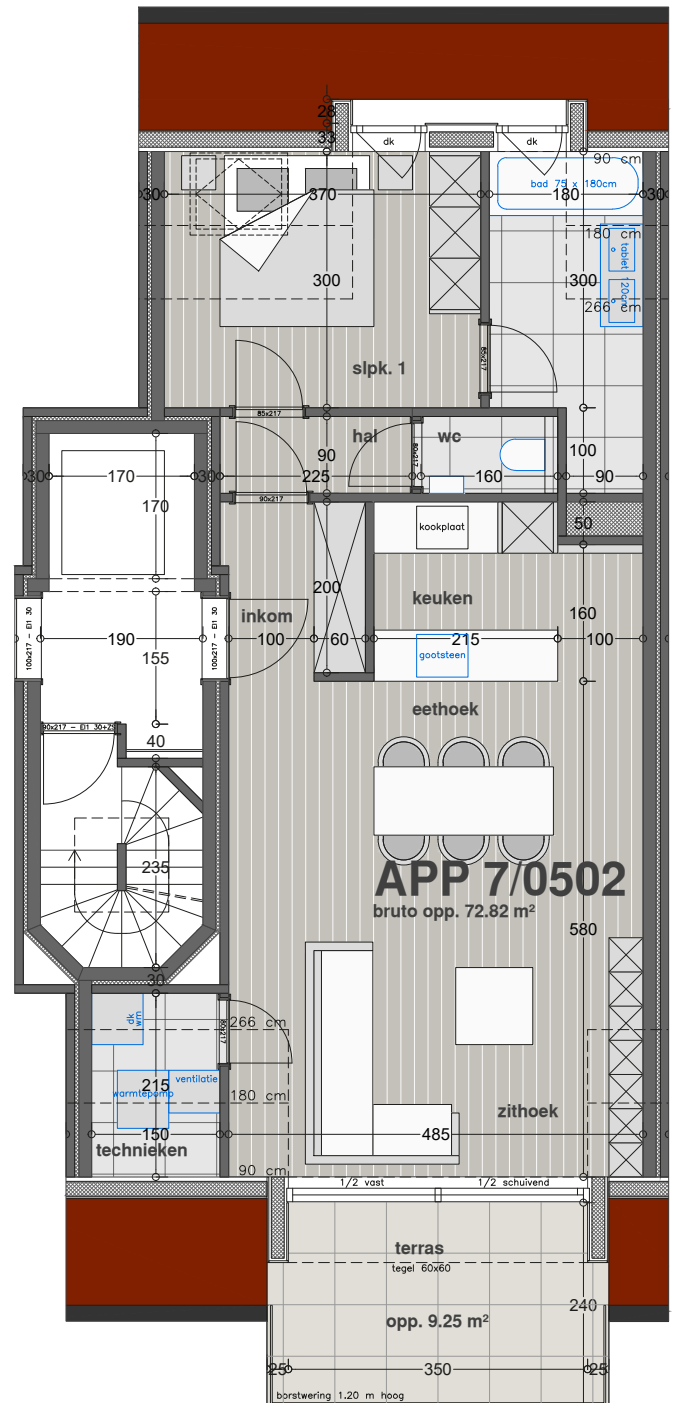 28
33
dk
dk
90 cm
bad 75 x 180cm
30
370
180
30
180 cm
tablet 120cm
300
300
266 cm
85x217
slpk. 1
85x217
hal
wc
80x217
90
100
30
170
30
225
160
90
170
90x217
50
kookplaat
200
keuken
160
100x217 - EI 30
100x217 - EI 30
inkom
190
100
60
215
100
155
gootsteen
eethoek
40
235
APP 7/0502
bruto opp. 72.82 m²
580
30
dk
wm
80x217
266 cm
ventilatie
215
warmtepomp
180 cm
zithoek
150
485
technieken
90 cm
1/2 vast
1/2 schuivend
terras
tegel 60x60
240
opp. 9.25 m²
25
350
25
borstwering 1.20 m hoog